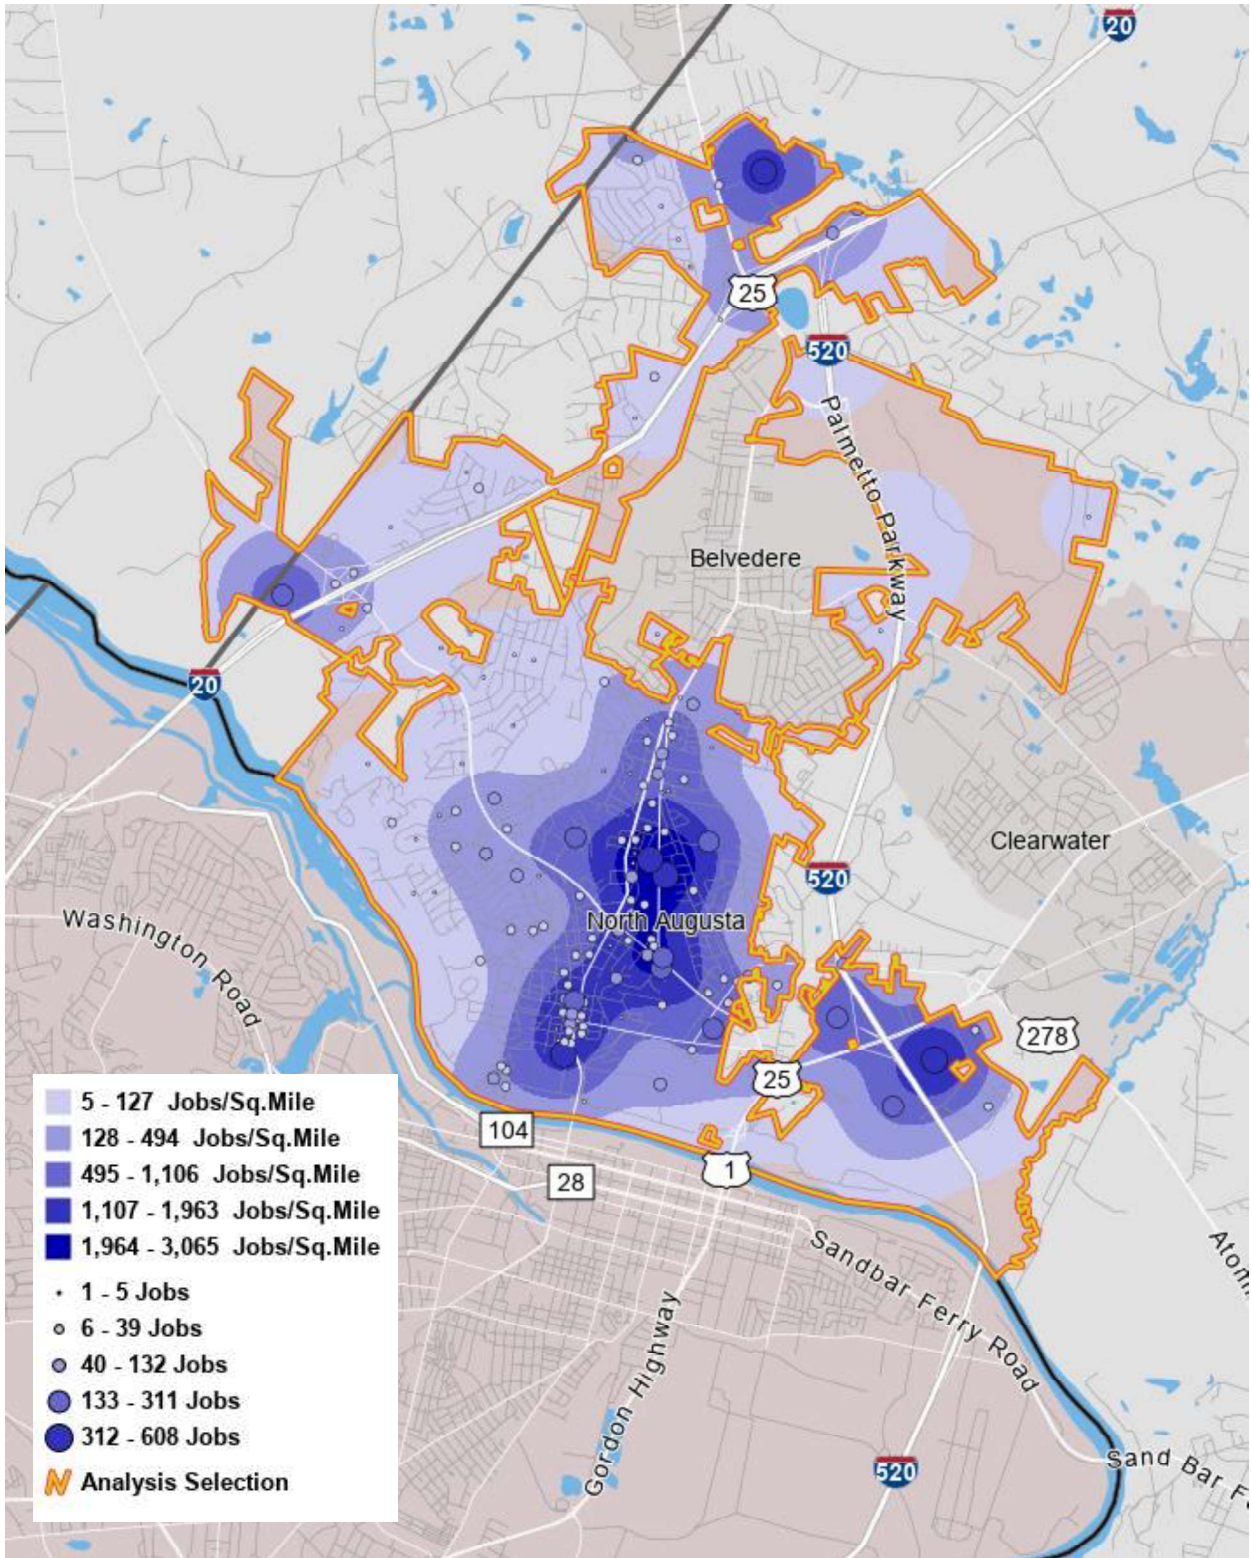 20
25
520
Palmetto Parkway
Belvedere
20
Clearwater
520
North Augusta
Washington Road
278
25
5 - 127 Jobs/Sq.Mile
128 - 494 Jobs/Sq.Mile
495 - 1,106 Jobs/Sq.Mile
1,107 - 1,963 Jobs/Sq.Mile
1,964 - 3,065 Jobs/Sq.Mile
1 - 5 Jobs
6 - 39 Jobs
40 - 132 Jobs
133 - 311 Jobs
312 - 608 Jobs
Analysis Selection
104
28
1
Sandbar Ferry Road
Gordon Highway
520
Sand Bar